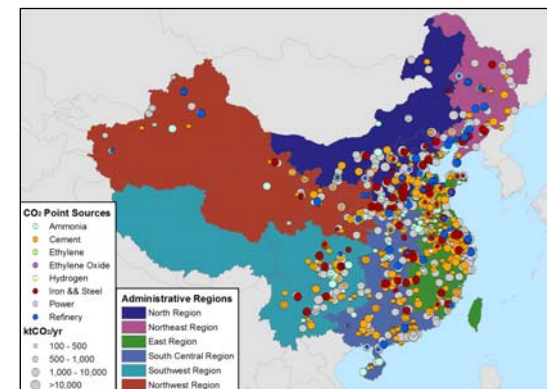 CO2 Point Sources
Ammonia
Cement
Ethylene
Ethylene Oxide
Hydrogen
Iron && Steel
Power
Refinery
ktCO2/yr
100 - 500
500 - 1,000
1,000 - 10,000
>10,000
Administrative Regions
North Region
Northeast Region
East Region
South Central Region
Southwest Region
Northwest Region